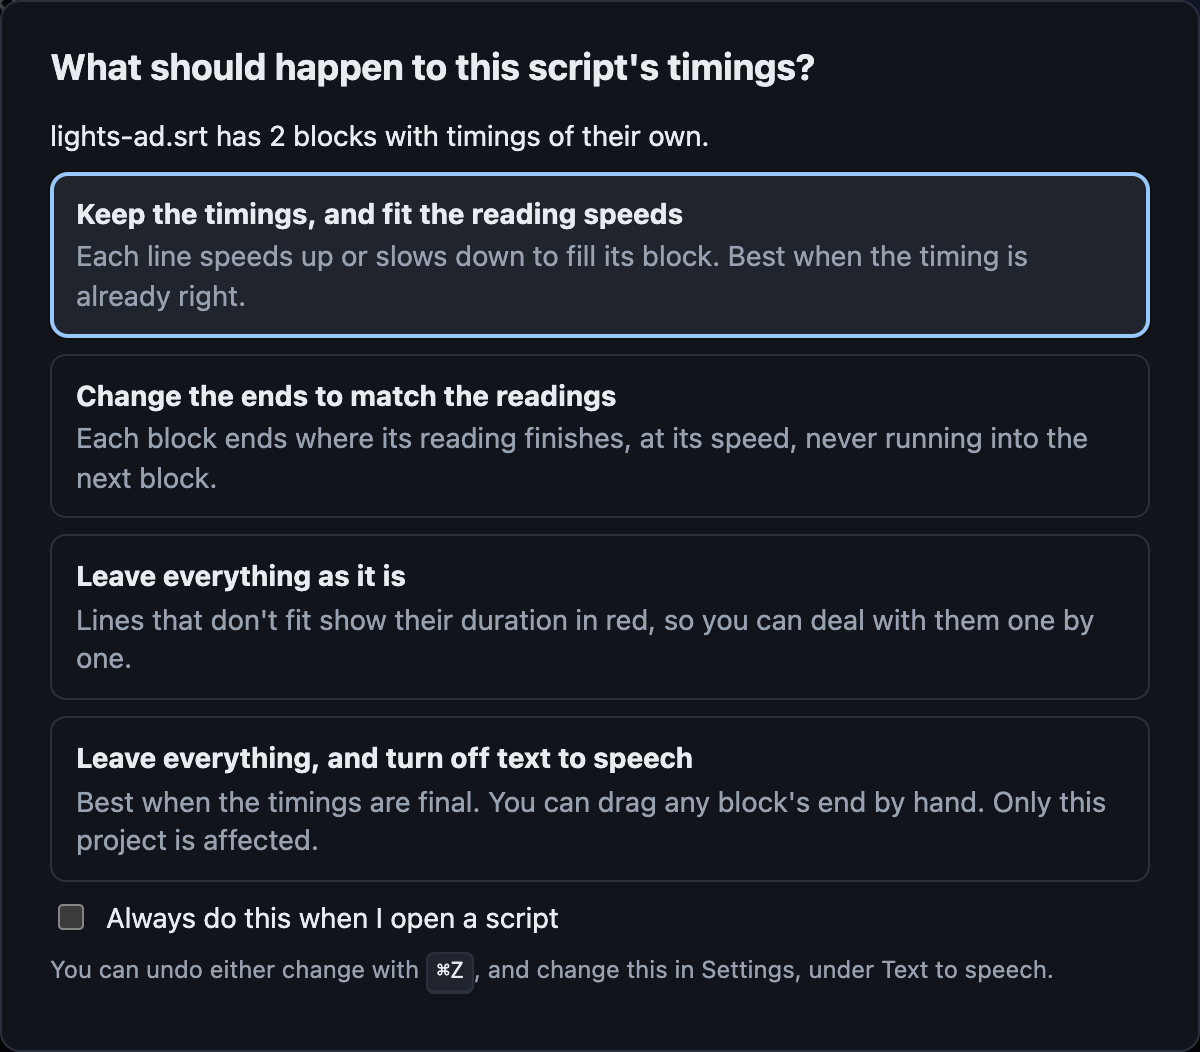 What should happen to this script's timings?
lights-ad.srt has 2 blocks with timings of their own.
Keep the timings, and fit the reading speeds
Each line speeds up or slows down to fill its block. Best when the timing is
already right.
Change the ends to match the readings
Each block ends where its reading finishes, at its speed, never running into the
next block.
Leave everything as it is
Lines that don't fit show their duration in red, so you can deal with them one by
one.
Leave everything, and turn off text to speech
Best when the timings are final. You can drag any block's end by hand. Only this
project is affected.
Always do this when I open a script
You can undo either change with ⌘Z, and change this in Settings, under Text to speech.